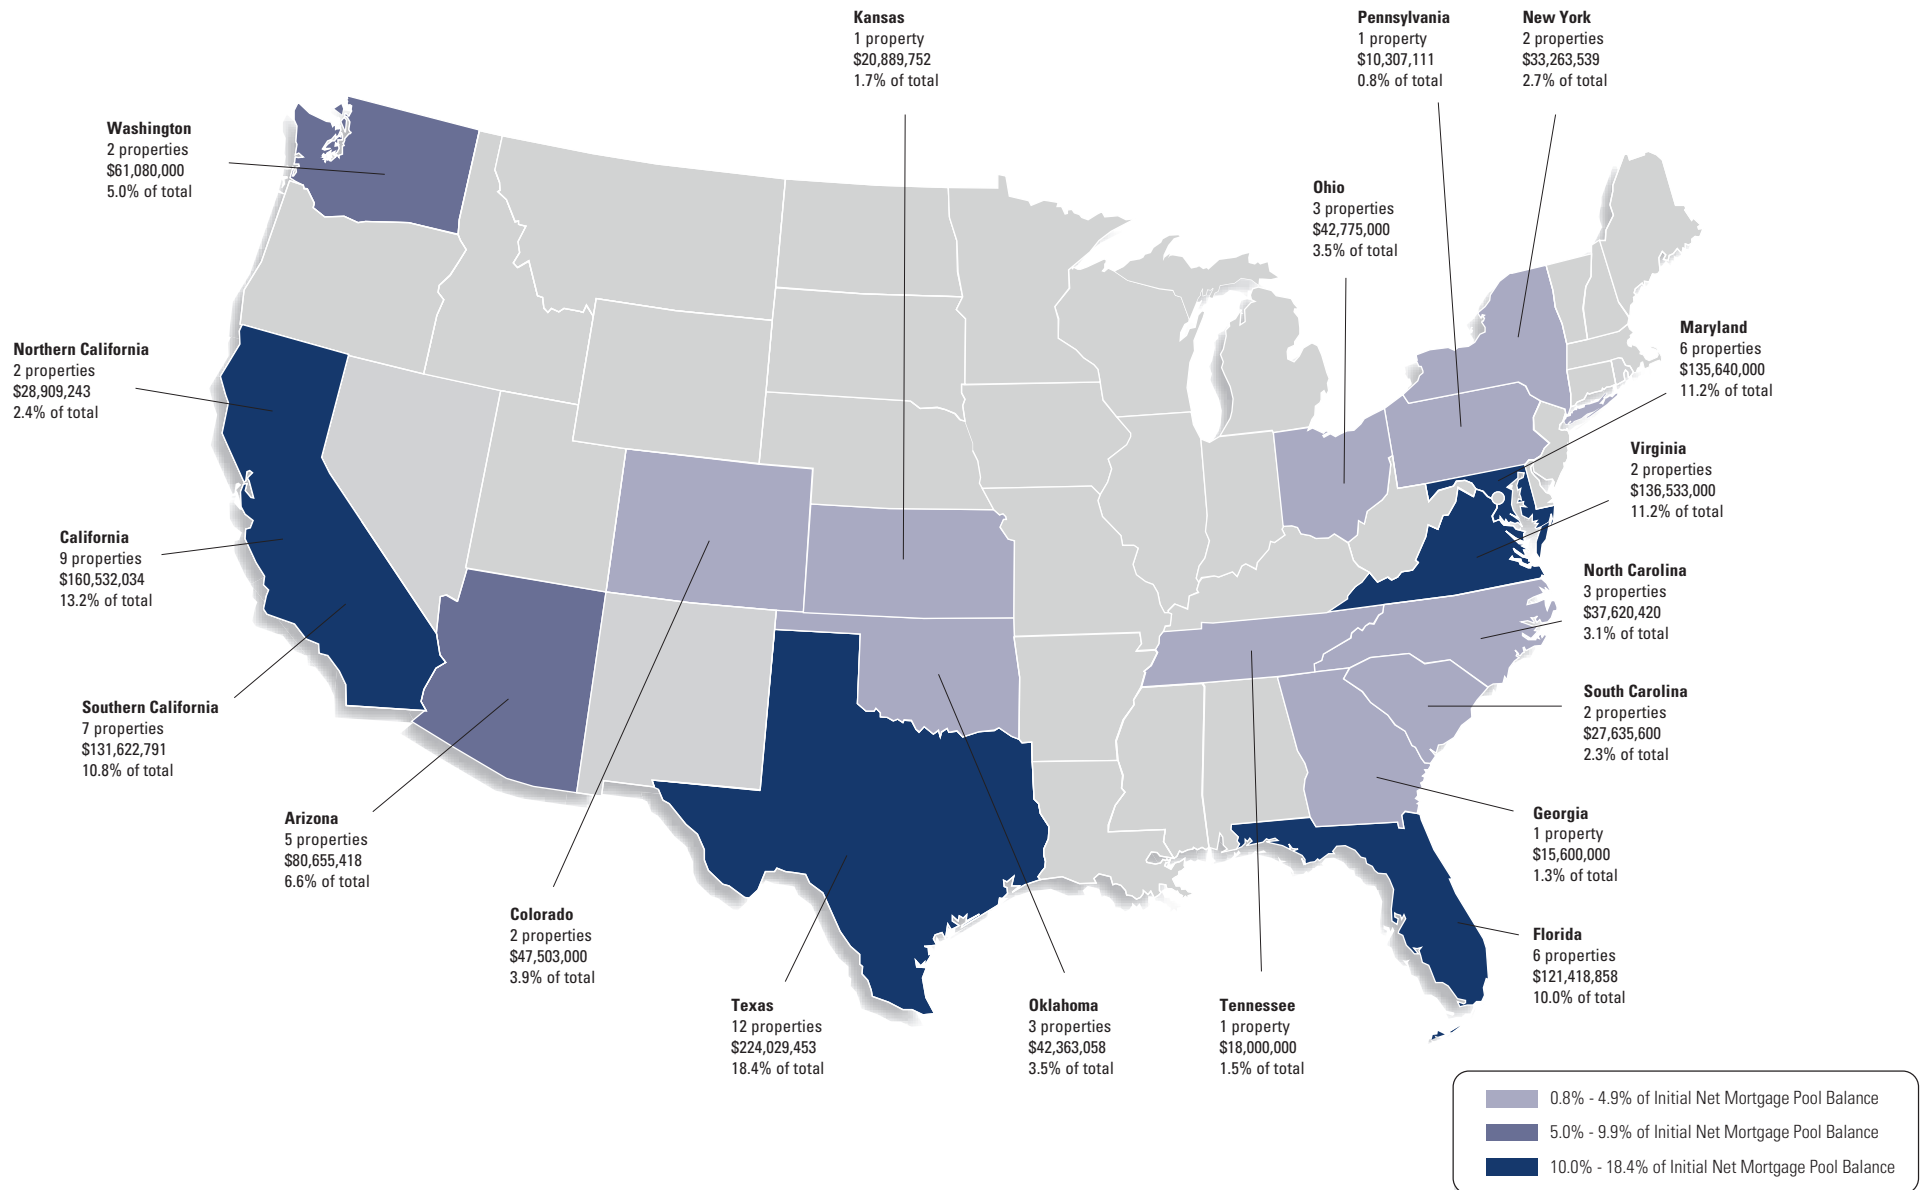 Kansas
1 property
$20,889,752
1.7% of total
Pennsylvania
1 property
$10,307,111
0.8% of total
New York
2 properties
$33,263,539
2.7% of total
Washington
2 properties
$61,080,000
5.0% of total
Ohio
3 properties
$42,775,000
3.5% of total
Maryland
6 properties
$135,640,000
11.2% of total
Northern California
2 properties
$28,909,243
2.4% of total
Virginia
2 properties
$136,533,000
11.2% of total
California
9 properties
$160,532,034
13.2% of total
North Carolina
3 properties
$37,620,420
3.1% of total
Southern California
7 properties
$131,622,791
10.8% of total
South Carolina
2 properties
$27,635,600
2.3% of total
Arizona
5 properties
$80,655,418
6.6% of total
Georgia
1 property
$15,600,000
1.3% of total
Colorado
2 properties
$47,503,000
3.9% of total
Florida
6 properties
$121,418,858
10.0% of total
Texas
12 properties
$224,029,453
18.4% of total
Oklahoma
3 properties
$42,363,058
3.5% of total
Tennessee
1 property
$18,000,000
1.5% of total
0.8% - 4.9% of Initial Net Mortgage Pool Balance
5.0% - 9.9% of Initial Net Mortgage Pool Balance
10.0% - 18.4% of Initial Net Mortgage Pool Balance